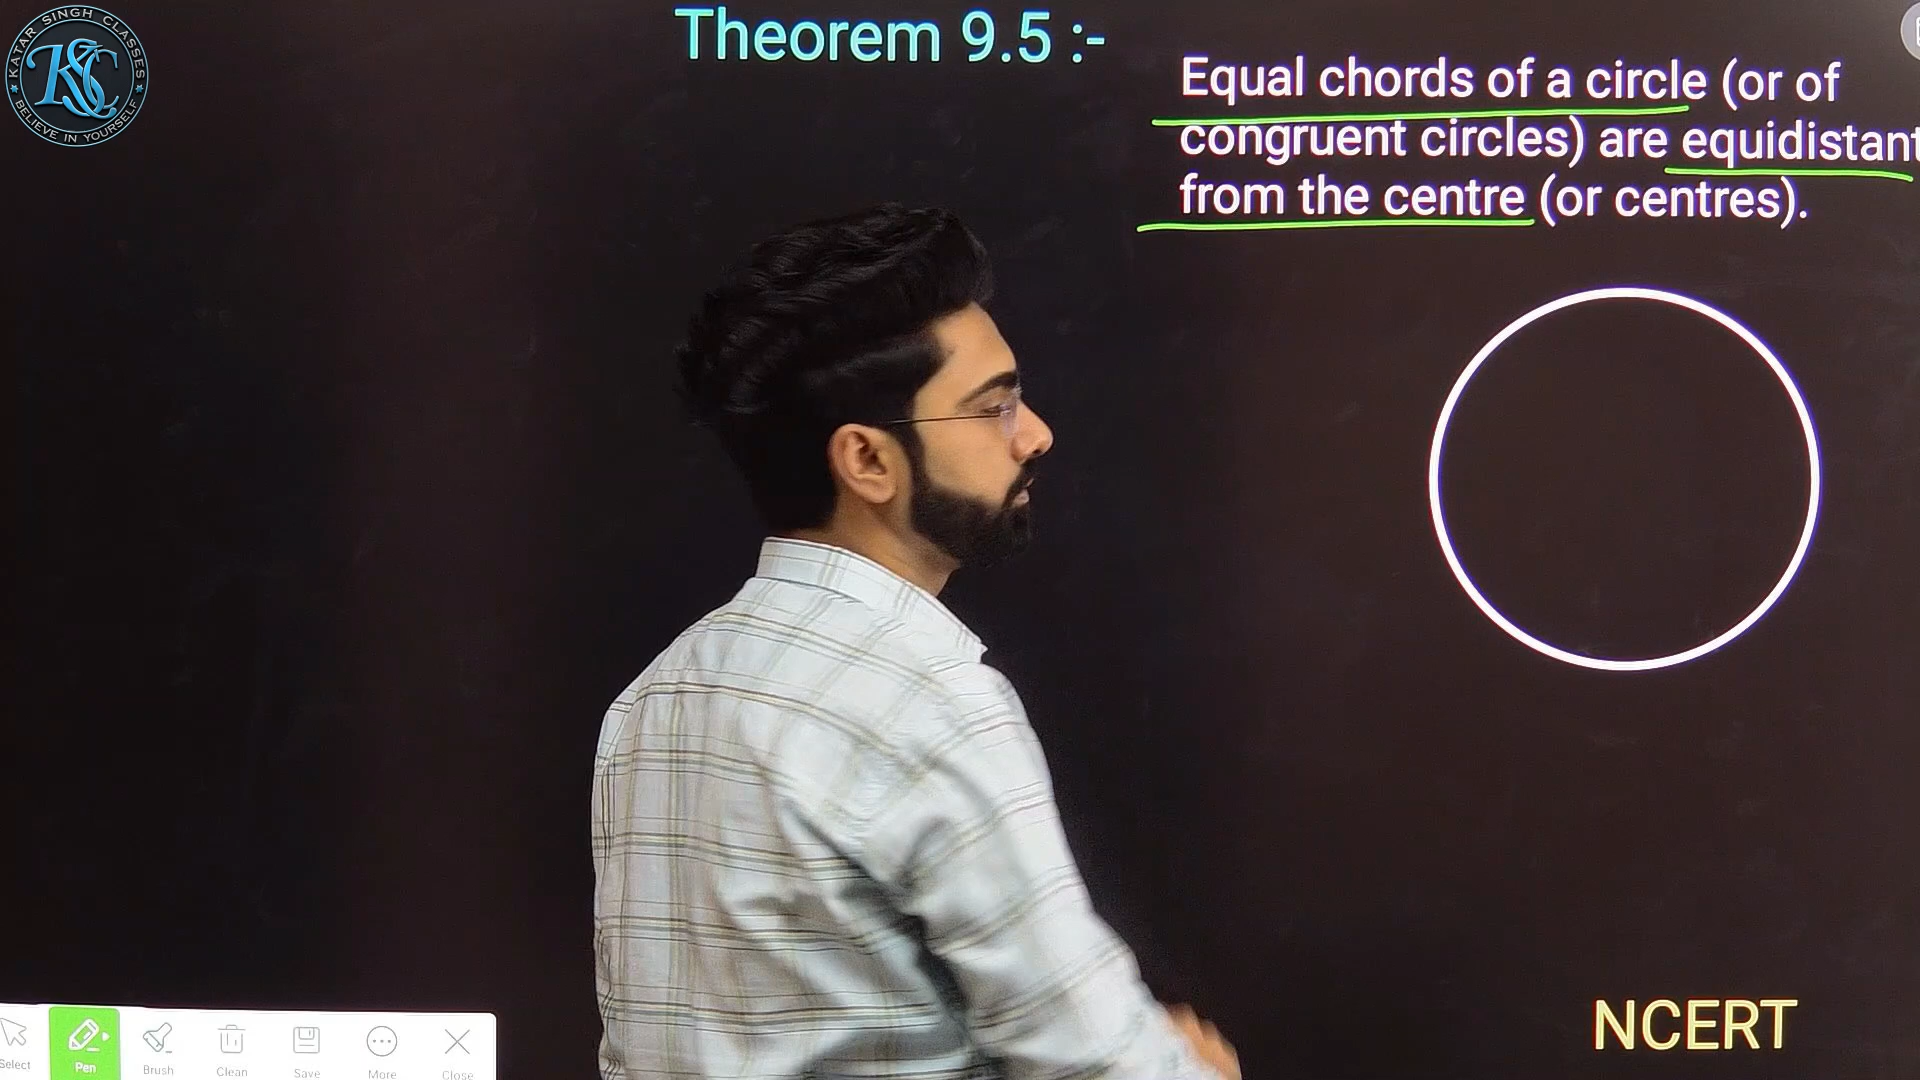 KATAR SINGH CLASSES
KSC
BELIEVE IN YOURSELF
Theorem 9.5 :-
Equal chords of a circle (or of
congruent circles) are equidistant
from the centre (or centres).
NCERT
Select
Pen
Brush
Clean
Save
More
Close